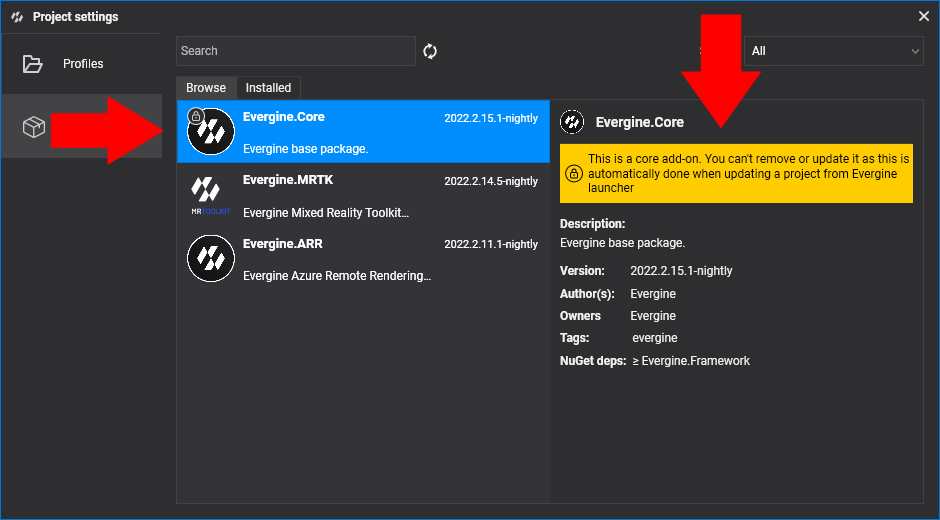 Project settings
Profiles
Search
All
Browse
Installed
Evergine.Core
2022.2.15.1-nightly
Evergine base package.
Evergine.MRTK
2022.2.14.5-nightly
MRTOOLKIT
Evergine Mixed Reality Toolkit...
Evergine.ARR
2022.2.11.1-nightly
Evergine Azure Remote Rendering...
Evergine.Core
This is a core add-on. You can't remove or update it as this is
automatically done when updating a project from Evergine
launcher
Description:
Evergine base package.
Version: 2022.2.15.1-nightly
Author(s): Evergine
Owners Evergine
Tags: evergine
NuGet deps: ≥ Evergine.Framework